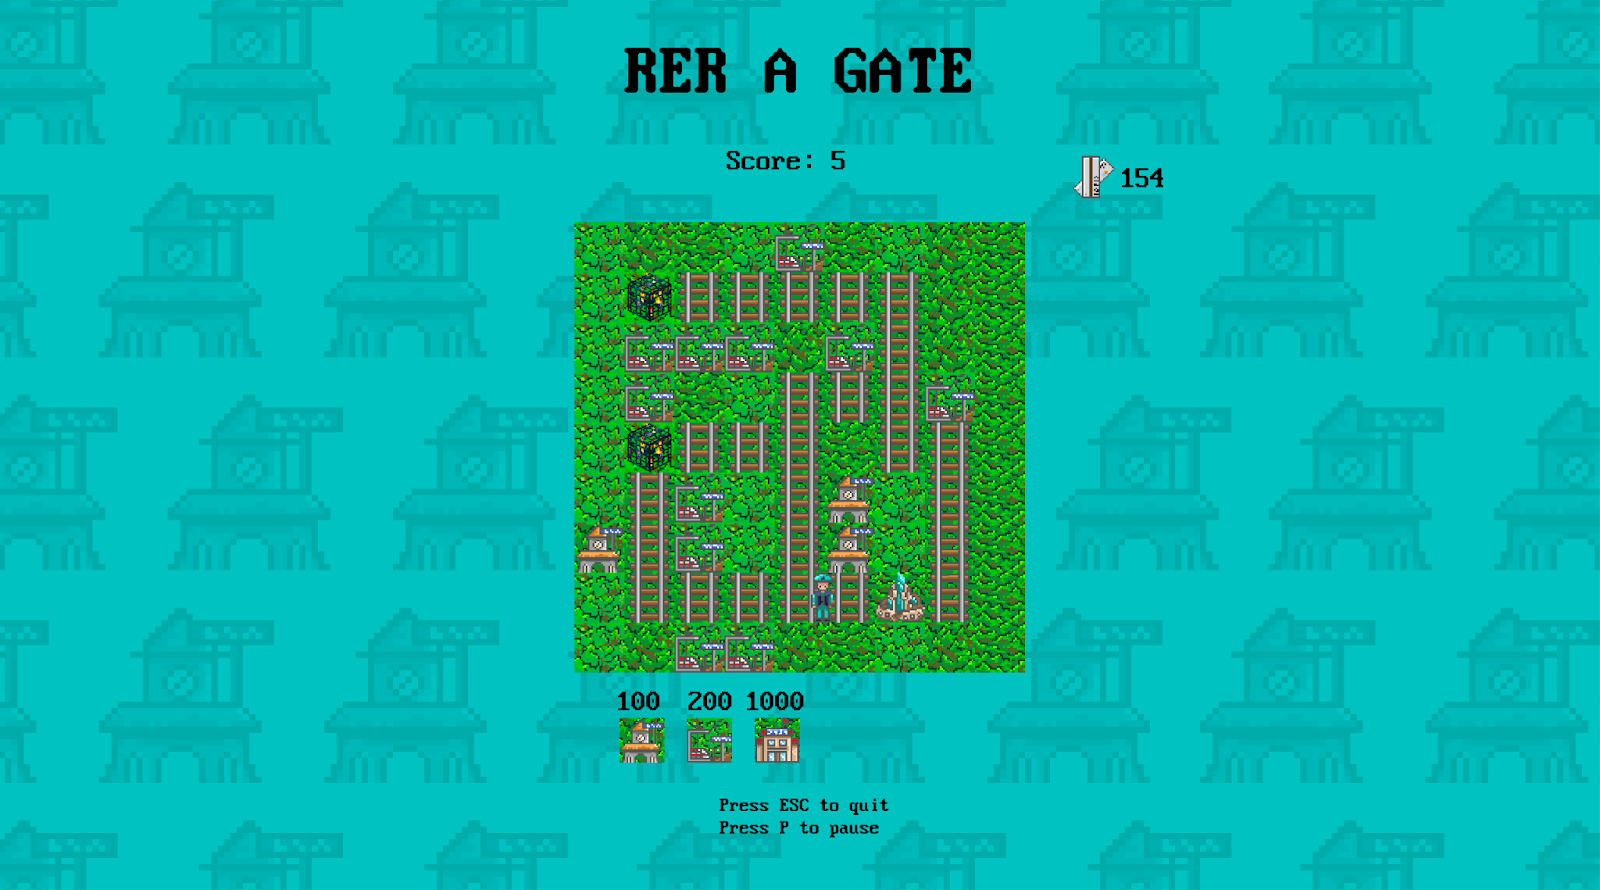 RER A GATE
Score: 5
154
100 200 1000
Press ESC to quit
Press P to pause